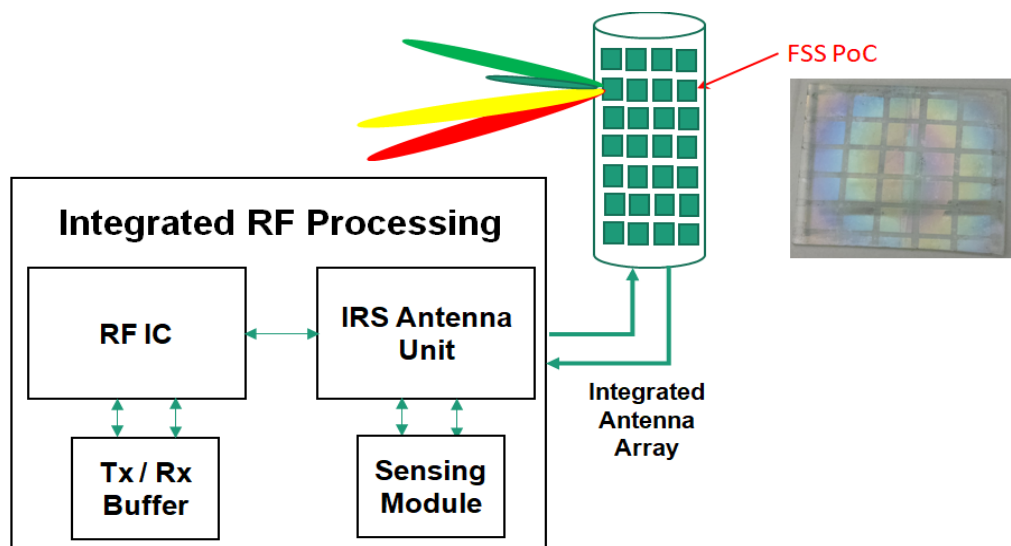 FSS PoC
Integrated RF Processing
RF IC
IRS Antenna
Unit
Tx / Rx
Buffer
Sensing
Module
Integrated
Antenna
Array